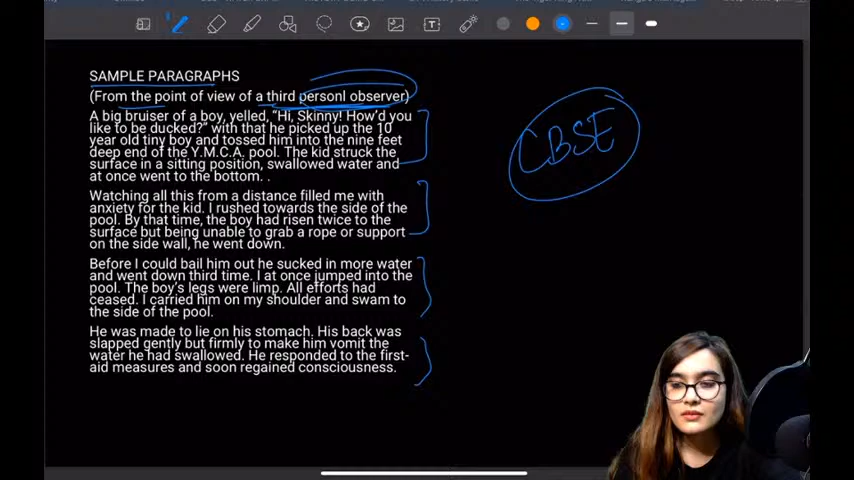 SAMPLE PARAGRAPHS
(From the point of view of a third personl observer)
A big bruiser of a boy, yelled, “Hi, Skinny! How’d you
like to be ducked?” with that he picked up the 10
year old tiny boy and tossed him into the nine feet
deep end of the Y.M.C.A. pool. The kid struck the
surface in a sitting position, swallowed water and
at once went to the bottom. .
Watching all this from a distance filled me with
anxiety for the kid. I rushed towards the side of the
pool. By that time, the boy had risen twice to the
surface but being unable to grab a rope or support
on the side wall, he went down.
Before I could bail him out he sucked in more water
and went down third time. I at once jumped into the
pool. The boy’s legs were limp. All efforts had
ceased. I carried him on my shoulder and swam to
the side of the pool.
He was made to lie on his stomach. His back was
slapped gently but firmly to make him vomit the
water he had swallowed. He responded to the first-
aid measures and soon regained consciousness.
CBSE